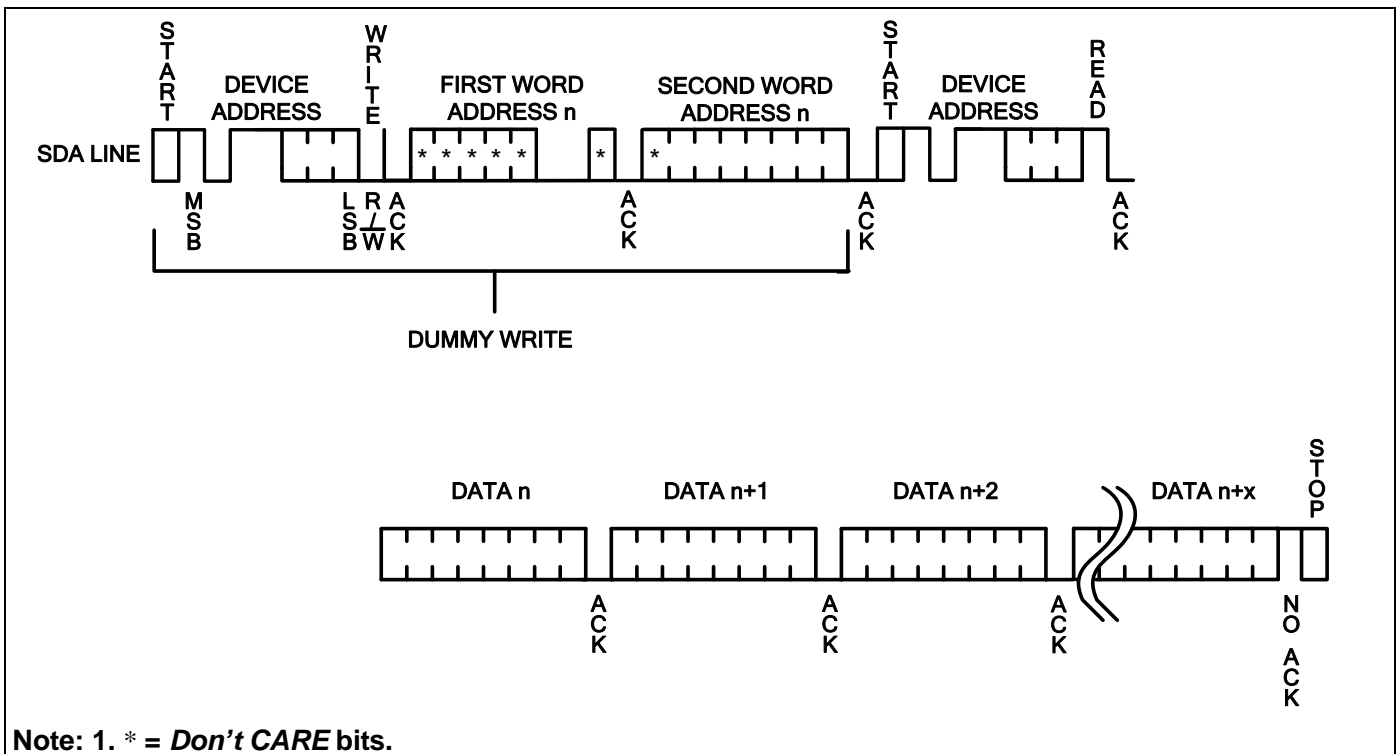 START
WRITE
START
READ
DEVICE ADDRESS
FIRST WORD ADDRESS n
SECOND WORD ADDRESS n
DEVICE ADDRESS
SDA LINE
* * * * *
*
*
MSB
LSB
R/W
ACK
ACK
ACK
ACK
DUMMY WRITE
STOP
DATA n
DATA n+1
DATA n+2
DATA n+x
ACK
ACK
ACK
NO ACK
Note: 1. * = Don't CARE bits.